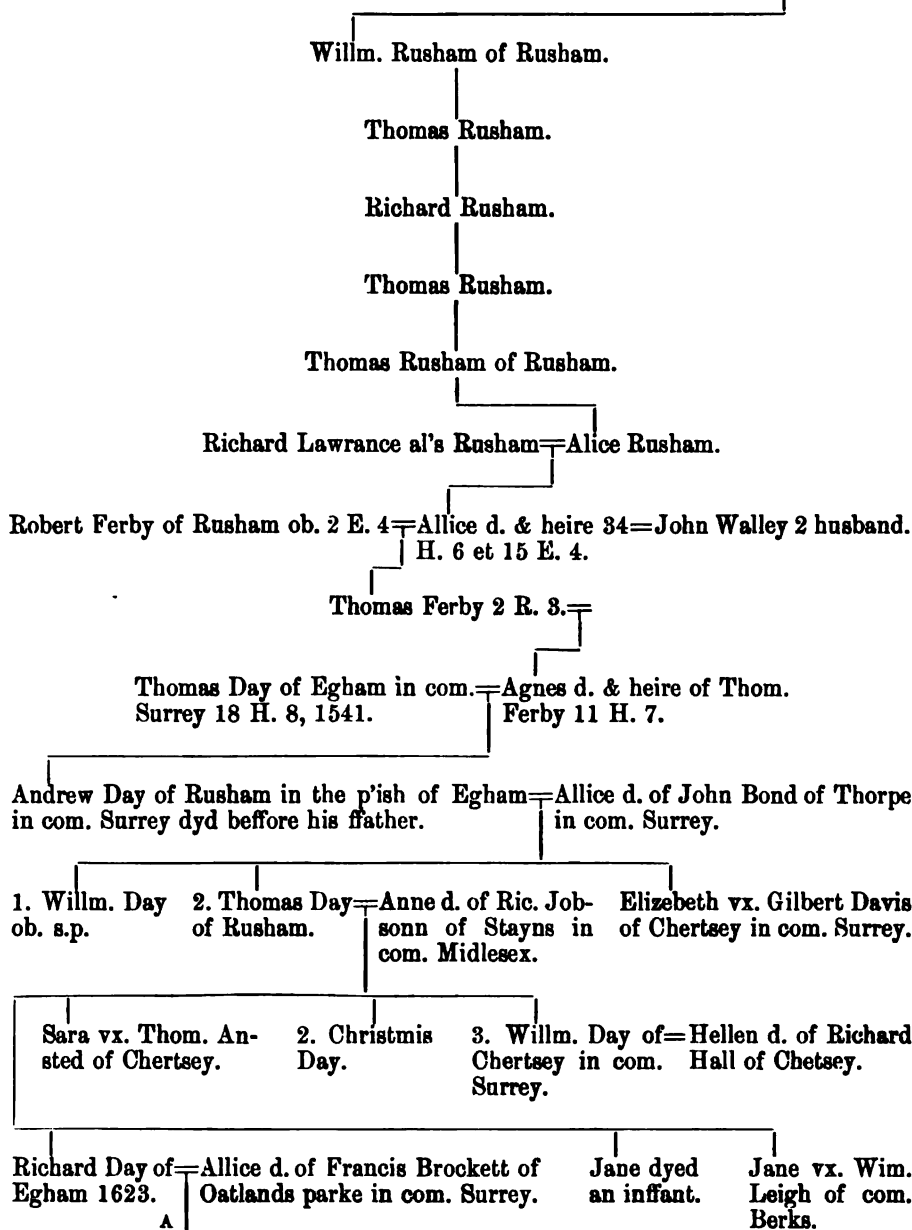 Willm. Rusham of Rusham.
Thomas Rusham.
Richard Rusham.
Thomas Rusham.
Thomas Rusham of Rusham.
Richard Lawrance al's Rusham=Alice Rusham.
Robert Ferby of Rusham ob. 2 E. 4=Allice d. & heire 34=John Walley 2 husband.
H. 6 et 15 E. 4.
Thomas Ferby 2 R. 3.=
Thomas Day of Egham in com.=Agnes d. & heire of Thom.
Surrey 18 H. 8, 1541. Ferby 11 H. 7.
Andrew Day of Rusham in the p'ish of Egham=Allice d. of John Bond of Thorpe
in com. Surrey dyd beffore his ffather. in com. Surrey.
1. Willm. Day 2. Thomas Day=Anne d. of Ric. Job- Elizebeth vx. Gilbert Davis
ob. s.p. of Rusham. sonn of Stayns in of Chertsey in com. Surrey.
com. Midlesex.
Sara vx. Thom. An- 2. Christmis 3. Willm. Day of=Hellen d. of Richard
sted of Chertsey. Day. Chertsey in com. Hall of Chetsey.
Surrey.
Richard Day of=Allice d. of Francis Brockett of Jane dyed Jane vx. Wim.
Egham 1623. Oatlands parke in com. Surrey. an inffant. Leigh of com.
A Berks.